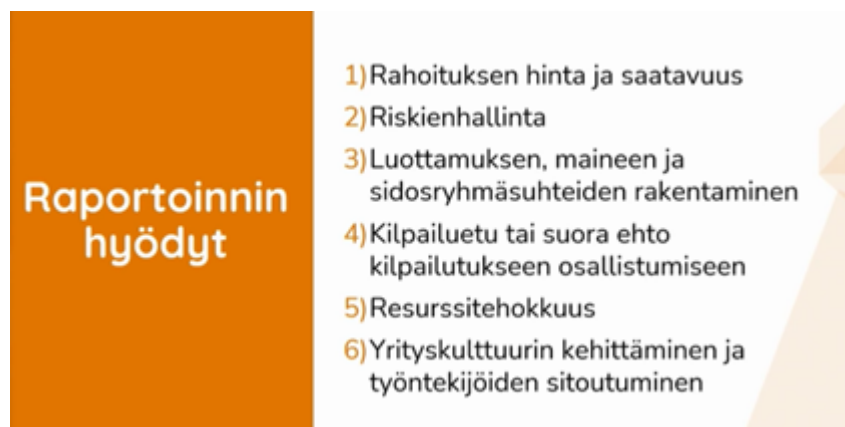 Raportoinnin
hyödyt
1) Rahoituksen hinta ja saatavuus
2) Riskienhallinta
3) Luottamuksen, maineen ja
sidosryhmäsuhteiden rakentaminen
4) Kilpailuetu tai suora ehto
kilpailutukseen osallistumiseen
5) Resurssitehokkuus
6) Yrityskulttuurin kehittäminen ja
työntekijöiden sitoutuminen